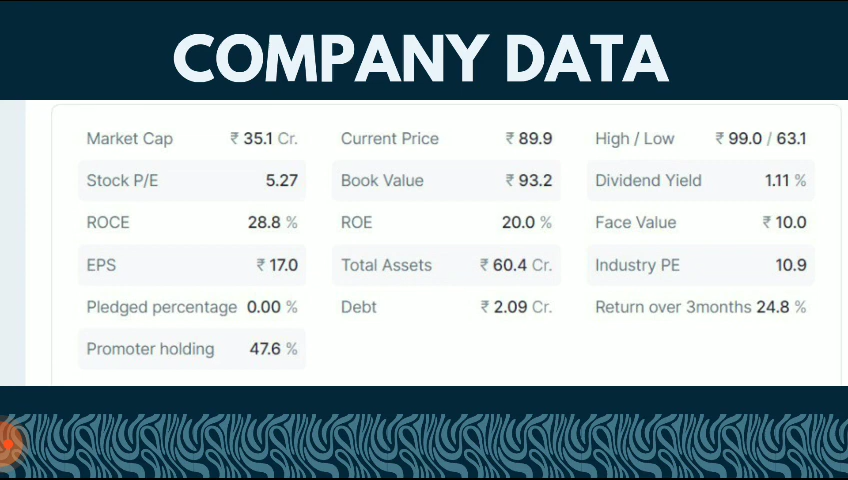 COMPANY DATA
Market Cap ₹ 35.1 Cr. Current Price ₹ 89.9 High / Low ₹ 99.0 / 63.1
Stock P/E 5.27 Book Value ₹ 93.2 Dividend Yield 1.11 %
ROCE 28.8 % ROE 20.0 % Face Value ₹ 10.0
EPS ₹ 17.0 Total Assets ₹ 60.4 Cr. Industry PE 10.9
Pledged percentage 0.00 % Debt ₹ 2.09 Cr. Return over 3months 24.8 %
Promoter holding 47.6 %